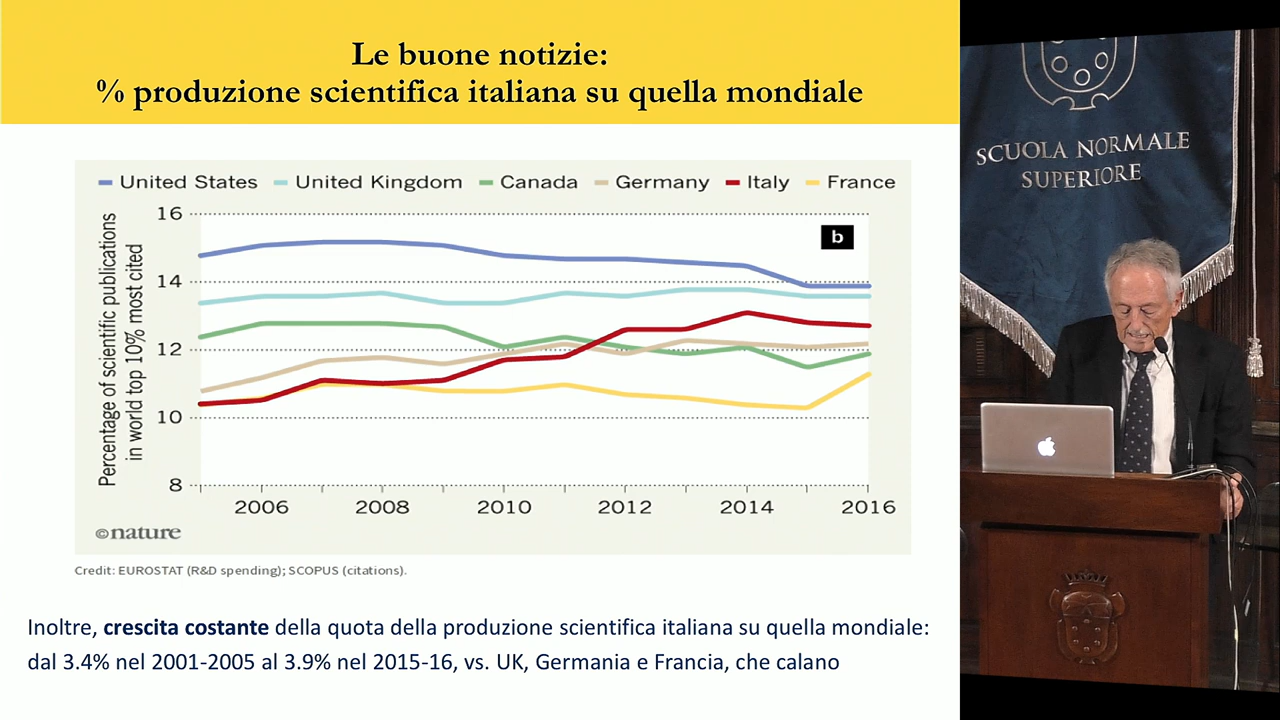 Le buone notizie:
% produzione scientifica italiana su quella mondiale
United States United Kingdom Canada Germany Italy France
Percentage of scientific publications
in world top 10% most cited
16
14
12
10
8
b
2006 2008 2010 2012 2014 2016
©nature
Credit: EUROSTAT (R&D spending); SCOPUS (citations).
Inoltre, crescita costante della quota della produzione scientifica italiana su quella mondiale:
dal 3.4% nel 2001-2005 al 3.9% nel 2015-16, vs. UK, Germania e Francia, che calano
SCUOLA NORMALE
SUPERIORE